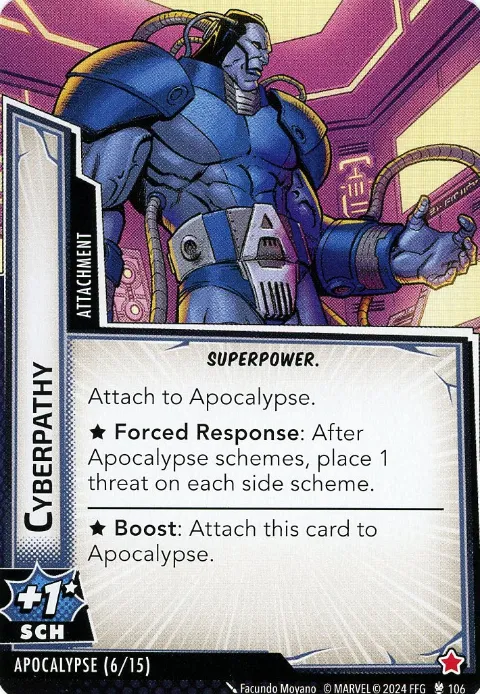 A
ATTACHMENT
CYBERPATHY
SUPERPOWER.
Attach to Apocalypse.
★ Forced Response: After
Apocalypse schemes, place 1
threat on each side scheme.
★ Boost: Attach this card to
Apocalypse.
+1★
SCH
APOCALYPSE (6/15)
Facundo Moyano © MARVEL © 2024 FFG 106